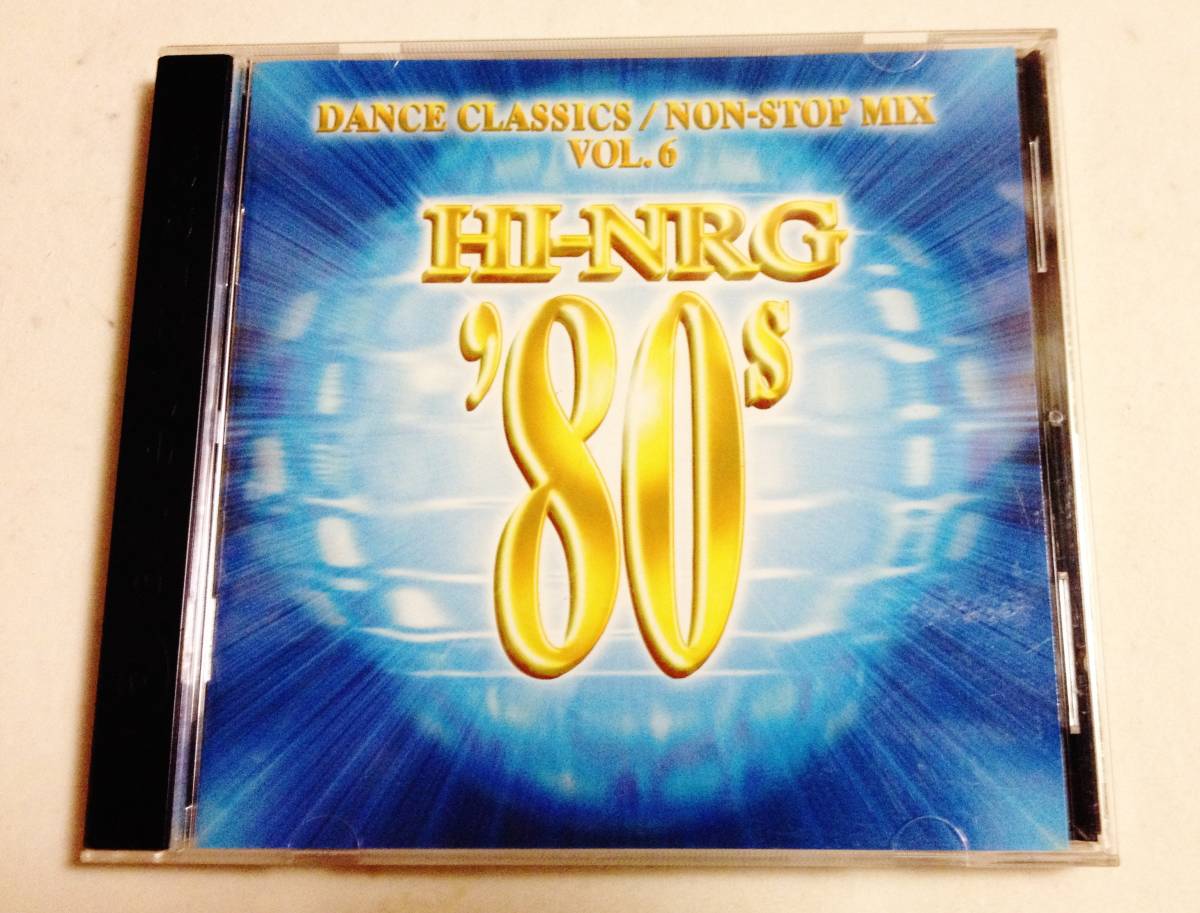 DANCE CLASSICS / NON-STOP MIX
VOL. 6
HI-NRG
'80s